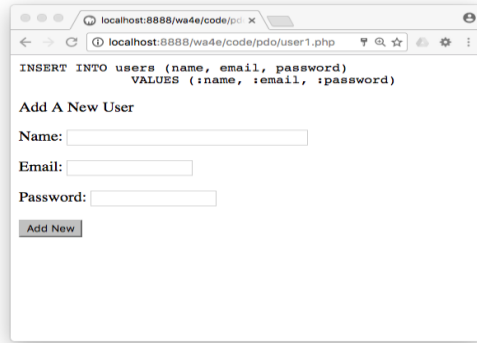 localhost:8888/wa4e/code/pd
localhost:8888/wa4e/code/pdo/user1.php
INSERT INTO users (name, email, password)
VALUES (:name, :email, :password)
Add A New User
Name:
Email:
Password:
Add New